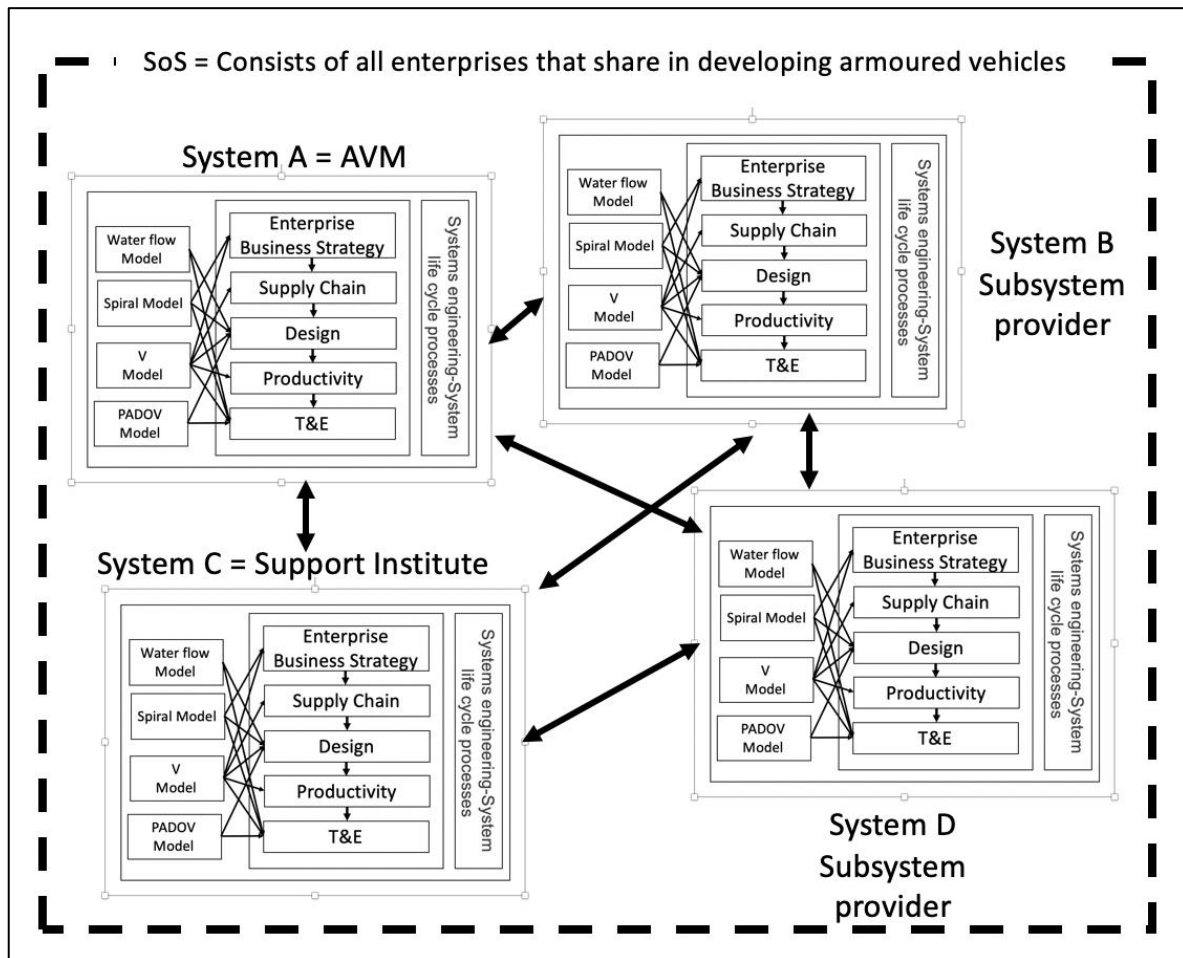 SoS = Consists of all enterprises that share in developing armoured vehicles
System A = AVM
Water flow
Model
Spiral Model
V
Model
PADOV
Model
Enterprise
Business Strategy
Supply Chain
Design
Productivity
T&E
Systems engineering-System
life cycle processes
Water flow
Model
Spiral Model
V
Model
PADOV
Model
Enterprise
Business Strategy
Supply Chain
Design
Productivity
T&E
Systems engineering-System
life cycle processes
System B
Subsystem
provider
System C = Support Institute
Water flow
Model
Spiral Model
V
Model
PADOV
Model
Enterprise
Business Strategy
Supply Chain
Design
Productivity
T&E
Systems engineering-System
life cycle processes
Water flow
Model
Spiral Model
V
Model
PADOV
Model
Enterprise
Business Strategy
Supply Chain
Design
Productivity
T&E
Systems engineering-System
life cycle processes
System D
Subsystem
provider